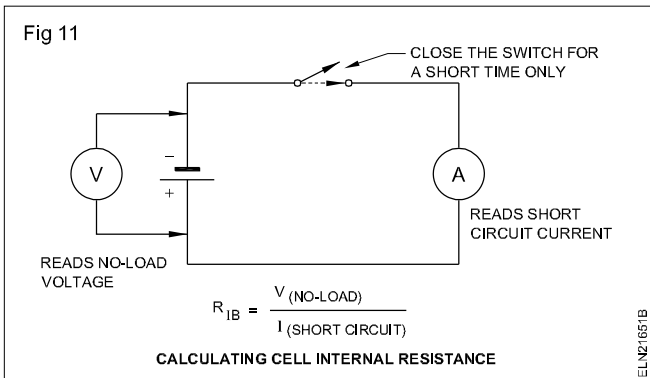 Fig 11
CLOSE THE SWITCH FOR
A SHORT TIME ONLY
V
–
+
A
READS SHORT
CIRCUIT CURRENT
READS NO-LOAD
VOLTAGE
R IB = V (NO-LOAD)
I (SHORT CIRCUIT)
CALCULATING CELL INTERNAL RESISTANCE
ELN21651B